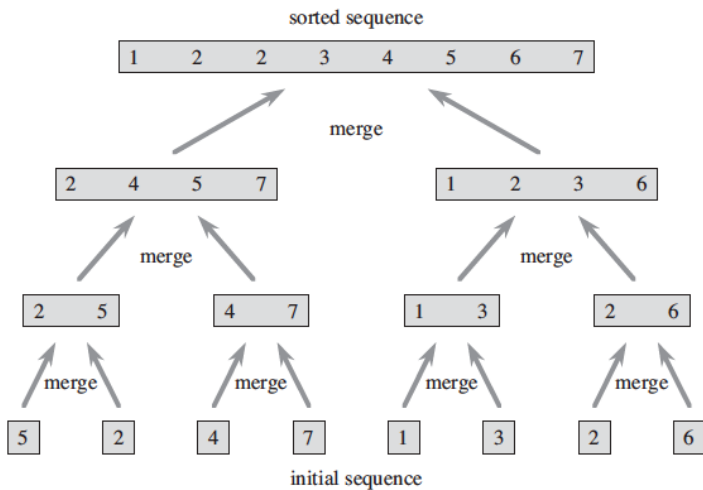 sorted sequence
1 2 2 3 4 5 6 7
merge
2 4 5 7 1 2 3 6
merge merge
2 5 4 7 1 3 2 6
merge merge merge merge
5 2 4 7 1 3 2 6
initial sequence